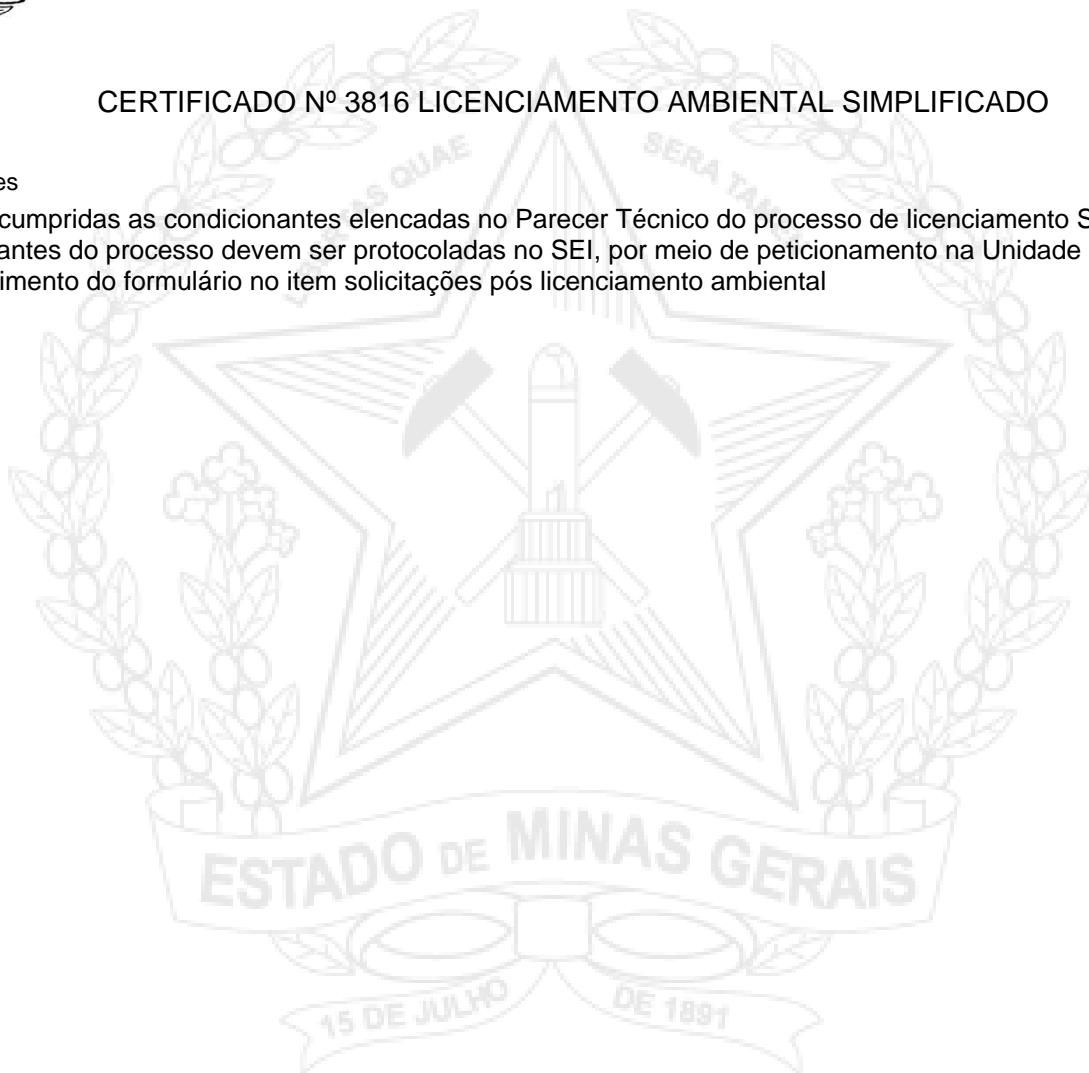 CERTIFICADO Nº 3816 LICENCIAMENTO AMBIENTAL SIMPLIFICADO
es
cumpridas as condicionantes elencadas no Parecer Técnico do processo de licenciamento S
antes do processo devem ser protocoladas no SEI, por meio de peticionamento na Unidade
imento do formulário no item solicitações pós licenciamento ambiental
QUAE SERA TAMEN
ESTADO DE MINAS GERAIS
15 DE JULHO DE 1891